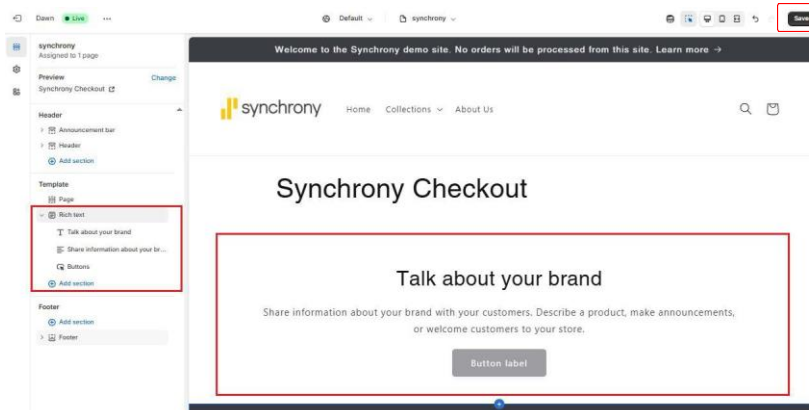 Dawn Live ... Default synchrony Save
synchrony
Assigned to 1 page
Preview Change
Synchrony Checkout
Header
Announcement bar
Header
Add section
Template
Page
Rich text
Talk about your brand
Share information about your br...
Buttons
Add section
Footer
Add section
Footer
Welcome to the Synchrony demo site. No orders will be processed from this site. Learn more →
synchrony Home Collections About Us
Synchrony Checkout
Talk about your brand
Share information about your brand with your customers. Describe a product, make announcements,
or welcome customers to your store.
Button label